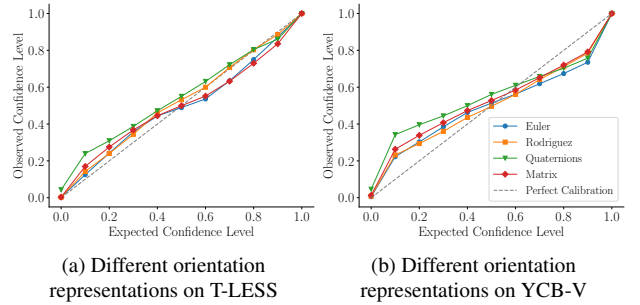 1.0
0.8
0.6
0.4
0.2
0.0
Observed Confidence Level
0.0 0.2 0.4 0.6 0.8 1.0
Expected Confidence Level
(a) Different orientation
representations on T-LESS
1.0
0.8
0.6
0.4
0.2
0.0
Observed Confidence Level
Euler
Rodriguez
Quaternions
Matrix
Perfect Calibration
0.0 0.2 0.4 0.6 0.8 1.0
Expected Confidence Level
(b) Different orientation
representations on YCB-V